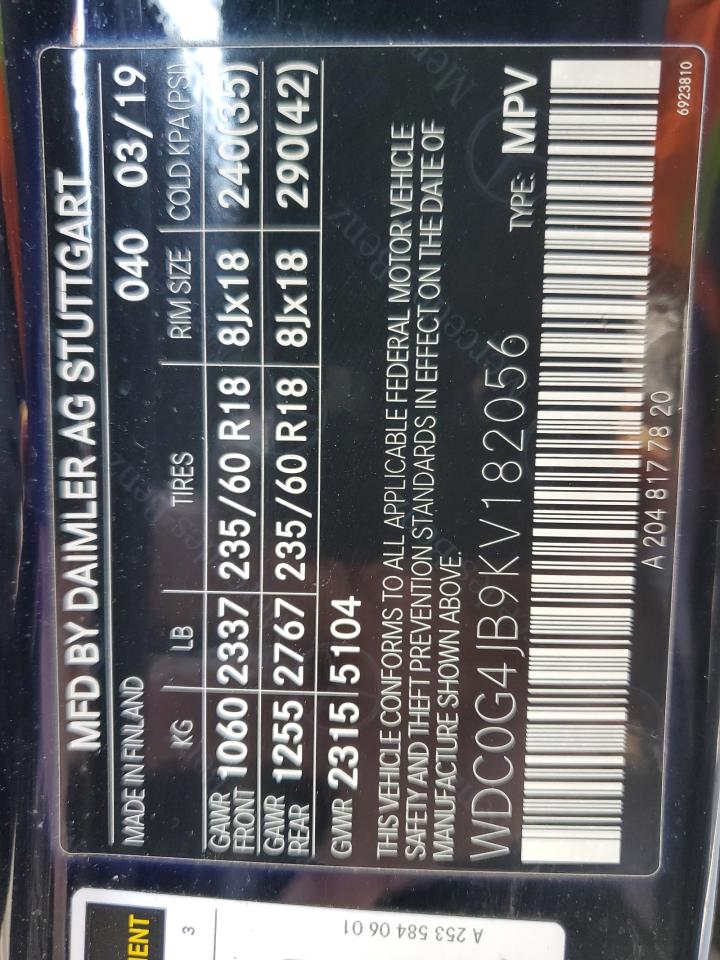 MFD BY DAIMLER AG STUTTGART
MADE IN FINLAND 040 03/19
KG LB TIRES RIM SIZE COLD KPA (PSI)
GAWR FRONT 1060 2337 235/60 R18 8Jx18 240(35)
GAWR REAR 1255 2767 235/60 R18 8Jx18 290(42)
GVWR 2315 5104
THIS VEHICLE CONFORMS TO ALL APPLICABLE FEDERAL MOTOR VEHICLE
SAFETY AND THEFT PREVENTION STANDARDS IN EFFECT ON THE DATE OF
MANUFACTURE SHOWN ABOVE.
WDC0G4JB9KV182056 TYPE: MPV
A 204 817 78 20
6923810
3
A 253 584 06 01